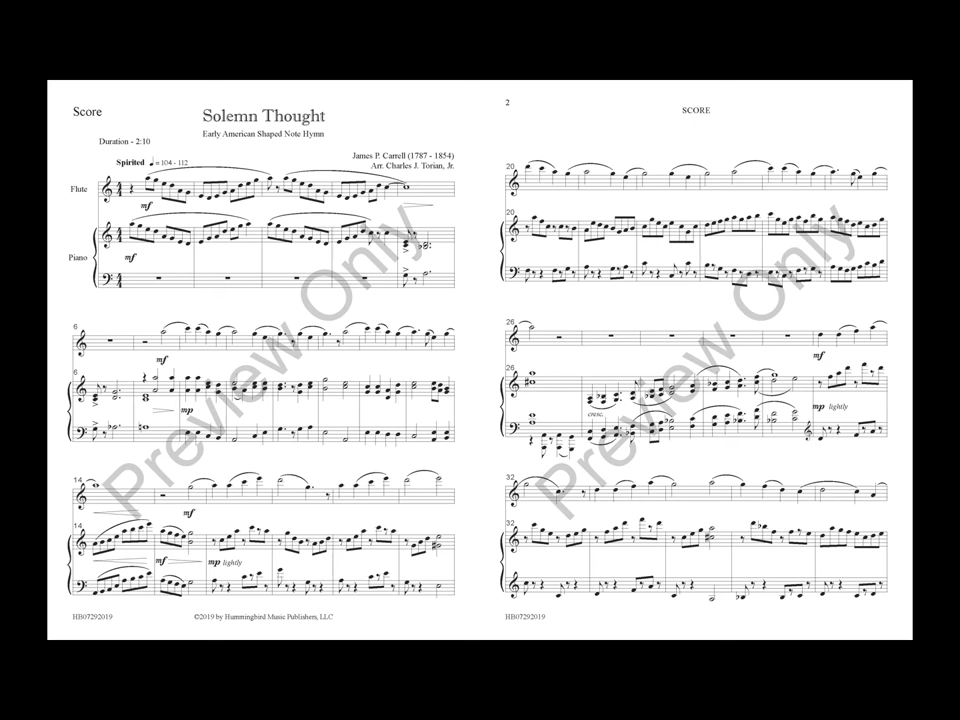 Score
Solemn Thought
Early American Shaped Note Hymn
Duration - 2:10
Spirited ♩ = 104 - 112
James P. Carrell (1787 - 1854)
Arr. Charles J. Torian, Jr.
Flute
mf
Piano
mf
6
mf
6
mp
14
mf
14
mf
mp lightly
HB07292019
©2019 by Hummingbird Music Publishers, LLC
Preview Only
2
SCORE
20
20
26
mf
26
cresc.
mp lightly
32
32
HB07292019
Preview Only